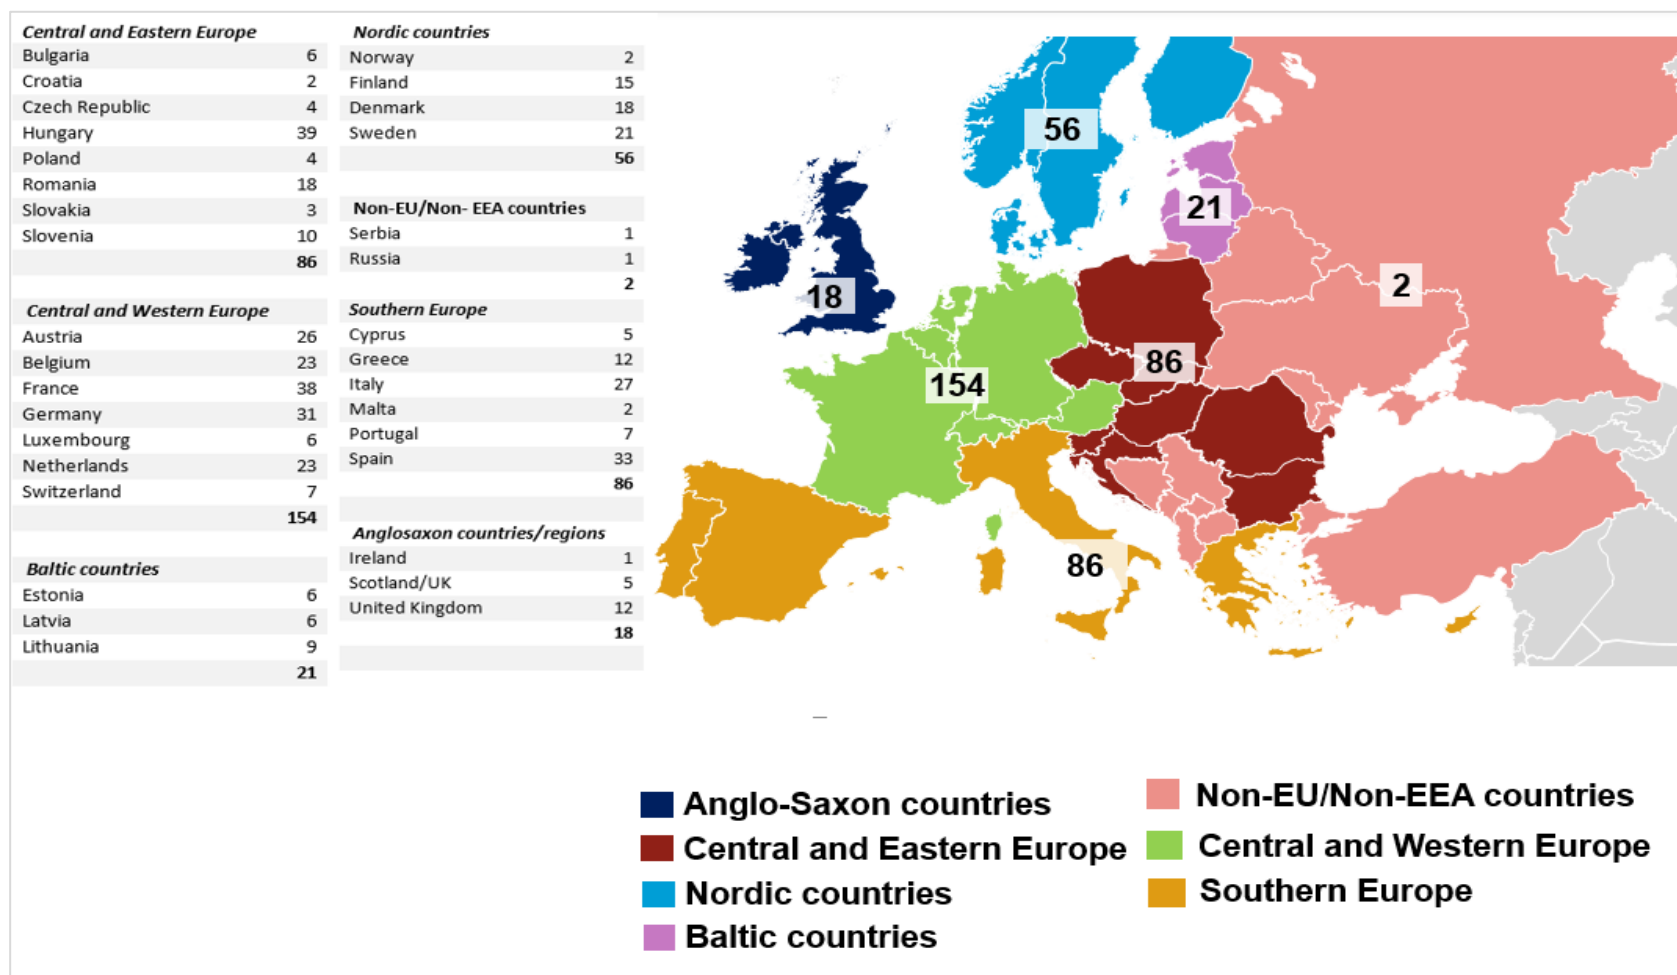 Central and Eastern Europe
Bulgaria 6
Croatia 2
Czech Republic 4
Hungary 39
Poland 4
Romania 18
Slovakia 3
Slovenia 10
86
Central and Western Europe
Austria 26
Belgium 23
France 38
Germany 31
Luxembourg 6
Netherlands 23
Switzerland 7
154
Baltic countries
Estonia 6
Latvia 6
Lithuania 9
21
Nordic countries
Norway 2
Finland 15
Denmark 18
Sweden 21
56
Non-EU/Non- EEA countries
Serbia 1
Russia 1
2
Southern Europe
Cyprus 5
Greece 12
Italy 27
Malta 2
Portugal 7
Spain 33
86
Anglosaxon countries/regions
Ireland 1
Scotland/UK 5
United Kingdom 12
18
56
21
18
2
86
154
86
Anglo-Saxon countries
Central and Eastern Europe
Nordic countries
Baltic countries
Non-EU/Non-EEA countries
Central and Western Europe
Southern Europe